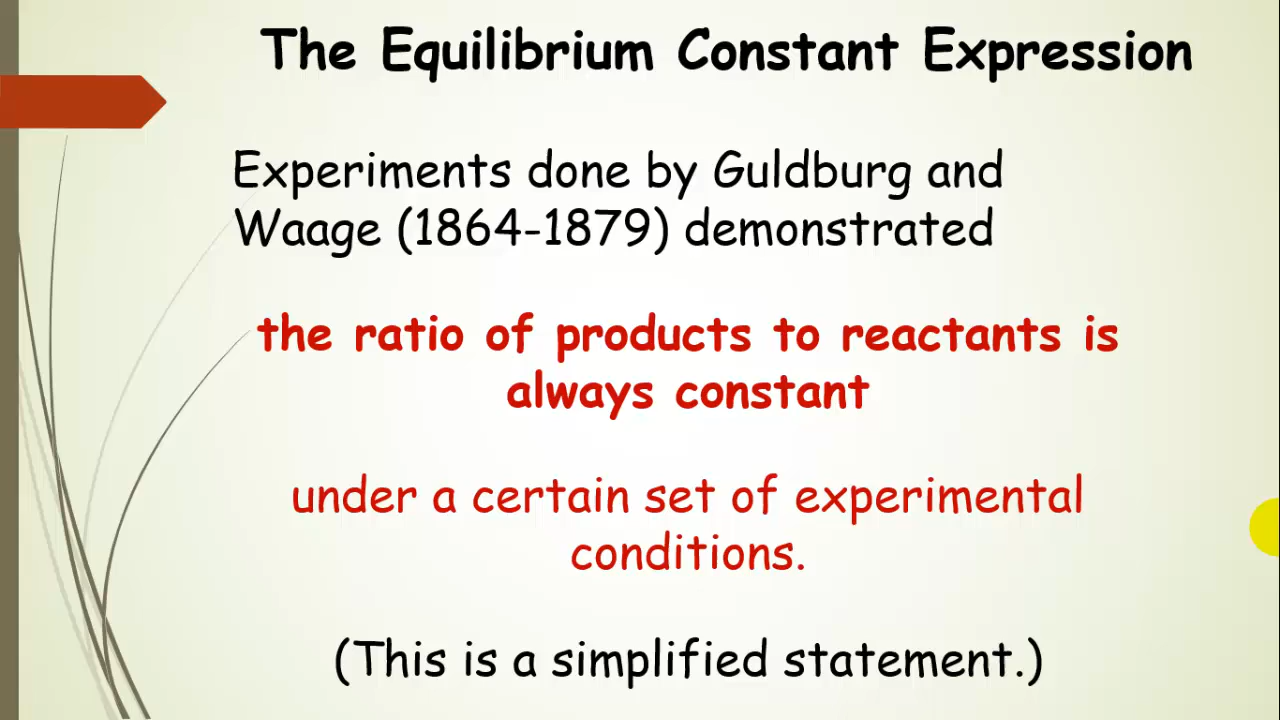 The Equilibrium Constant Expression
Experiments done by Guldburg and
Waage (1864-1879) demonstrated
the ratio of products to reactants is
always constant
under a certain set of experimental
conditions.
(This is a simplified statement.)